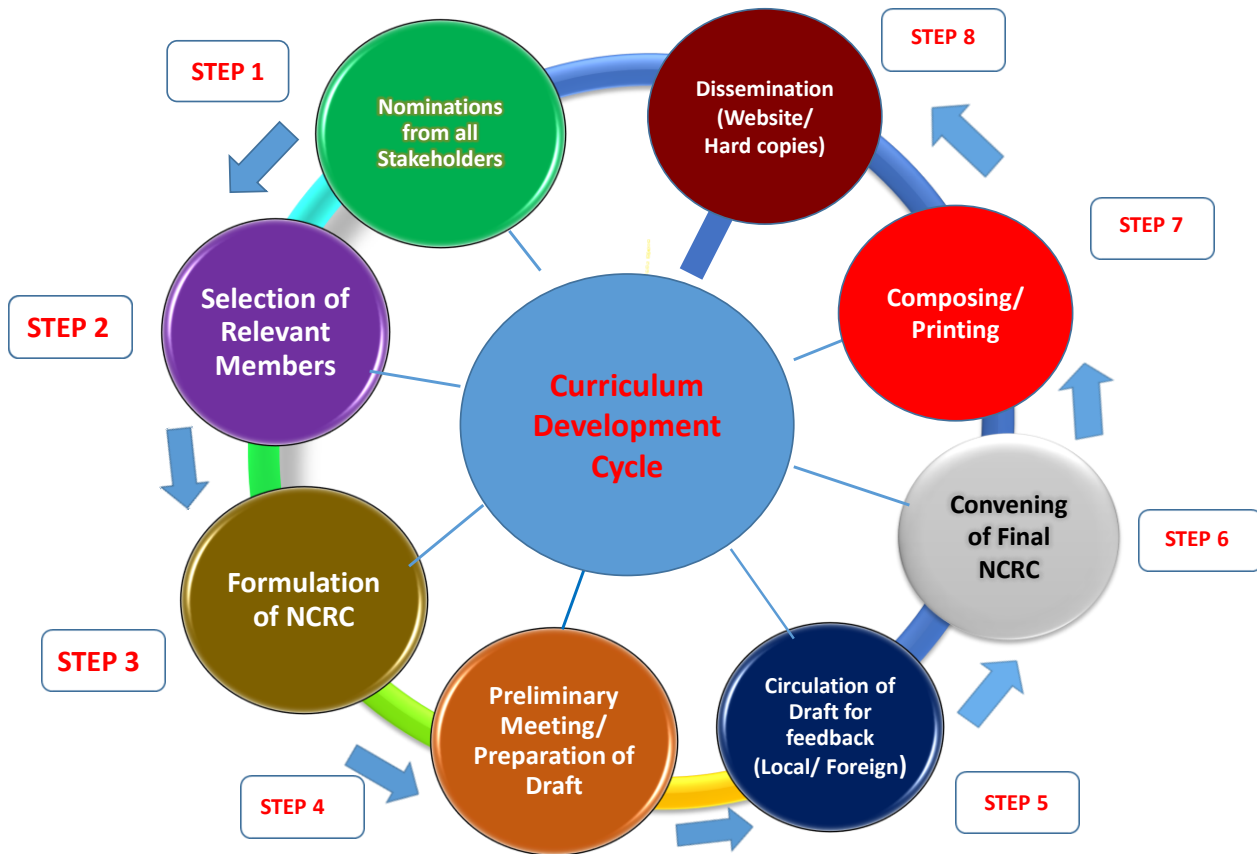 Curriculum
Development
Cycle
STEP 1
Nominations
from all
Stakeholders
STEP 2
Selection of
Relevant
Members
STEP 3
Formulation
of NCRC
STEP 4
Preliminary
Meeting/
Preparation of
Draft
STEP 5
Circulation of
Draft for
feedback
(Local/ Foreign)
STEP 6
Convening
of Final
NCRC
STEP 7
Composing/
Printing
STEP 8
Dissemination
(Website/
Hard copies)